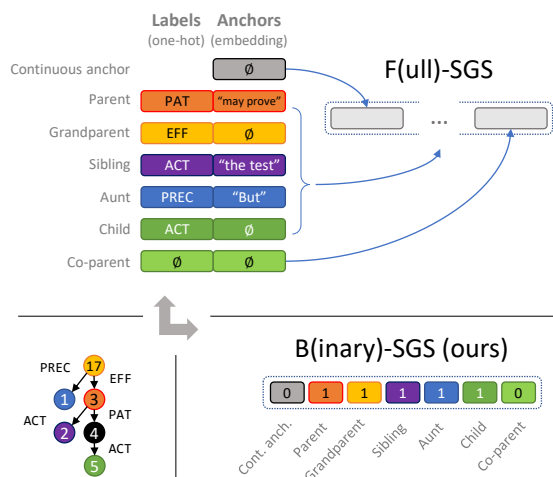 Labels Anchors
(one-hot) (embedding)
F(ull)-SGS
Continuous anchor ∅
Parent PAT "may prove"
...
Grandparent EFF ∅
Sibling ACT "the test"
Aunt PREC "But"
Child ACT ∅
Co-parent ∅ ∅
B(inary)-SGS (ours)
PREC 17 EFF
1 3 PAT
ACT 2 4 ACT
5
0 1 1 1 1 1 0
Cont. anch. Parent Grandparent Sibling Aunt Child Co-parent